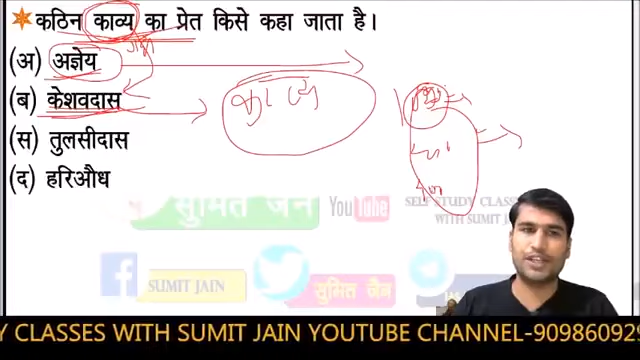 कठिन काव्य का प्रेत किसे कहा जाता है।
(अ) अज्ञेय
(ब) केशवदास
काव्य
(स) तुलसीदास
(द) हरिऔध
सुमित जैन
YouTube
SELF STUDY CLASSES
WITH SUMIT JAIN
SUMIT JAIN
सुमित जैन
Y CLASSES WITH SUMIT JAIN YOUTUBE CHANNEL-909860929